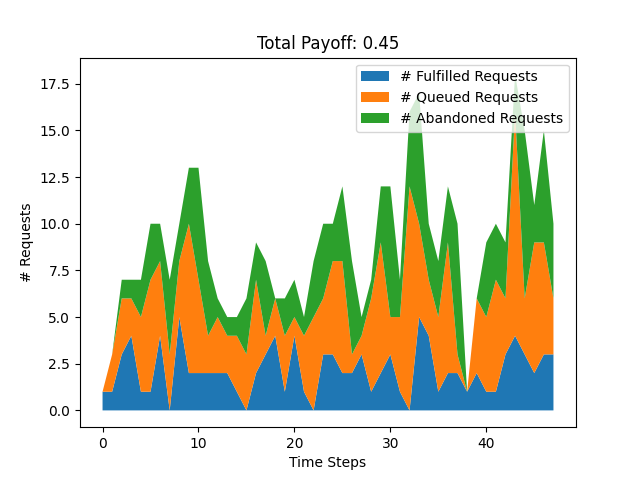 Total Payoff: 0.45
# Fulfilled Requests
# Queued Requests
# Abandoned Requests
17.5
15.0
12.5
10.0
7.5
5.0
2.5
0.0
# Requests
0
10
20
30
40
Time Steps